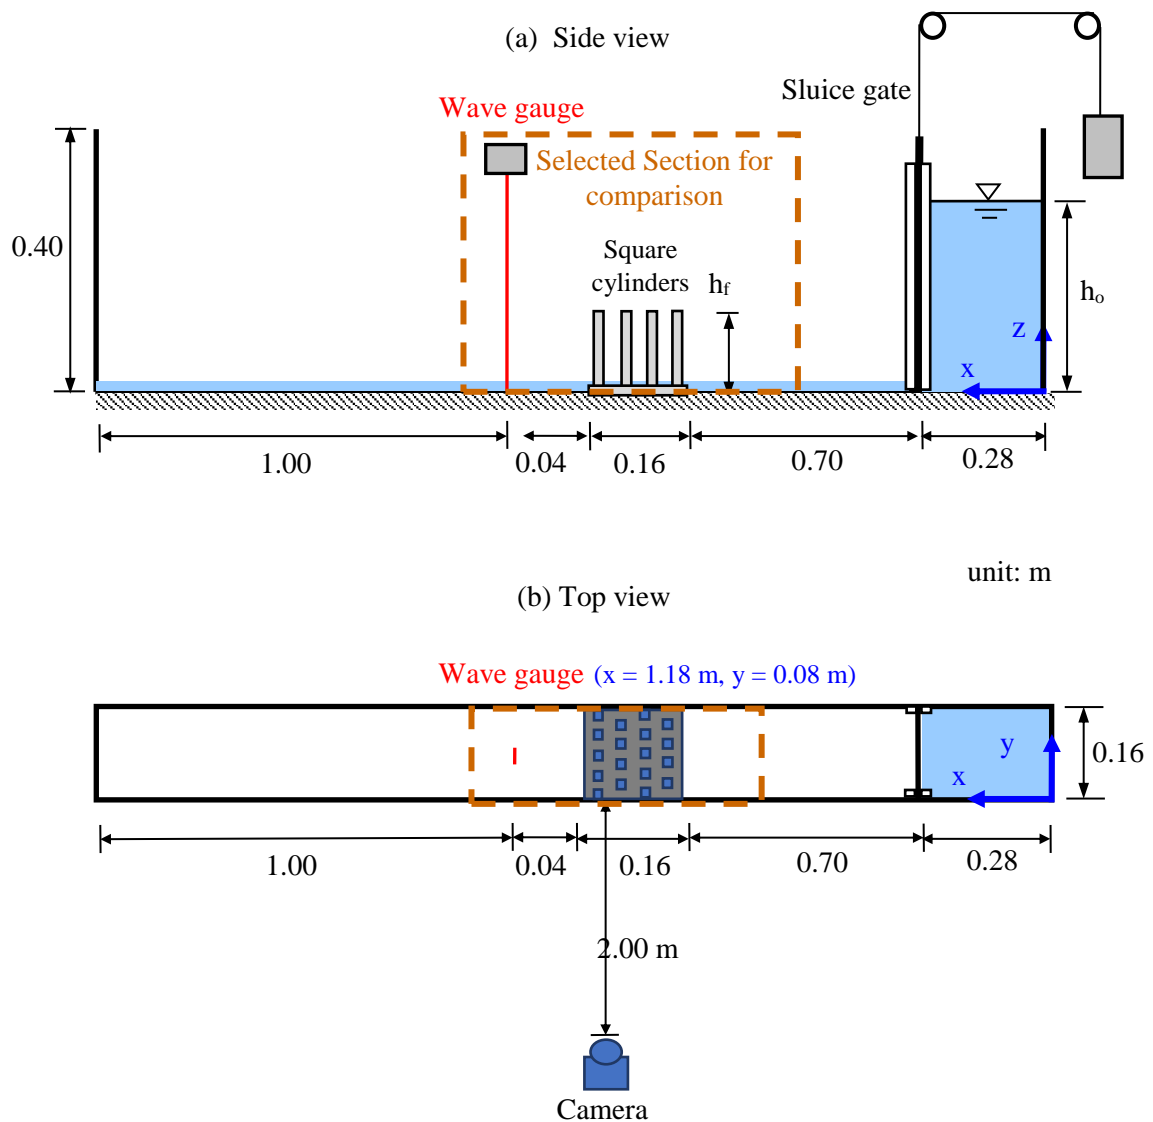 (a) Side view
Sluice gate
Wave gauge
Selected Section for
comparison
0.40
Square
cylinders
hf
ho
z
x
1.00
0.04
0.16
0.70
0.28
unit: m
(b) Top view
Wave gauge (x = 1.18 m, y = 0.08 m)
y
0.16
x
1.00
0.04
0.16
0.70
0.28
2.00 m
Camera